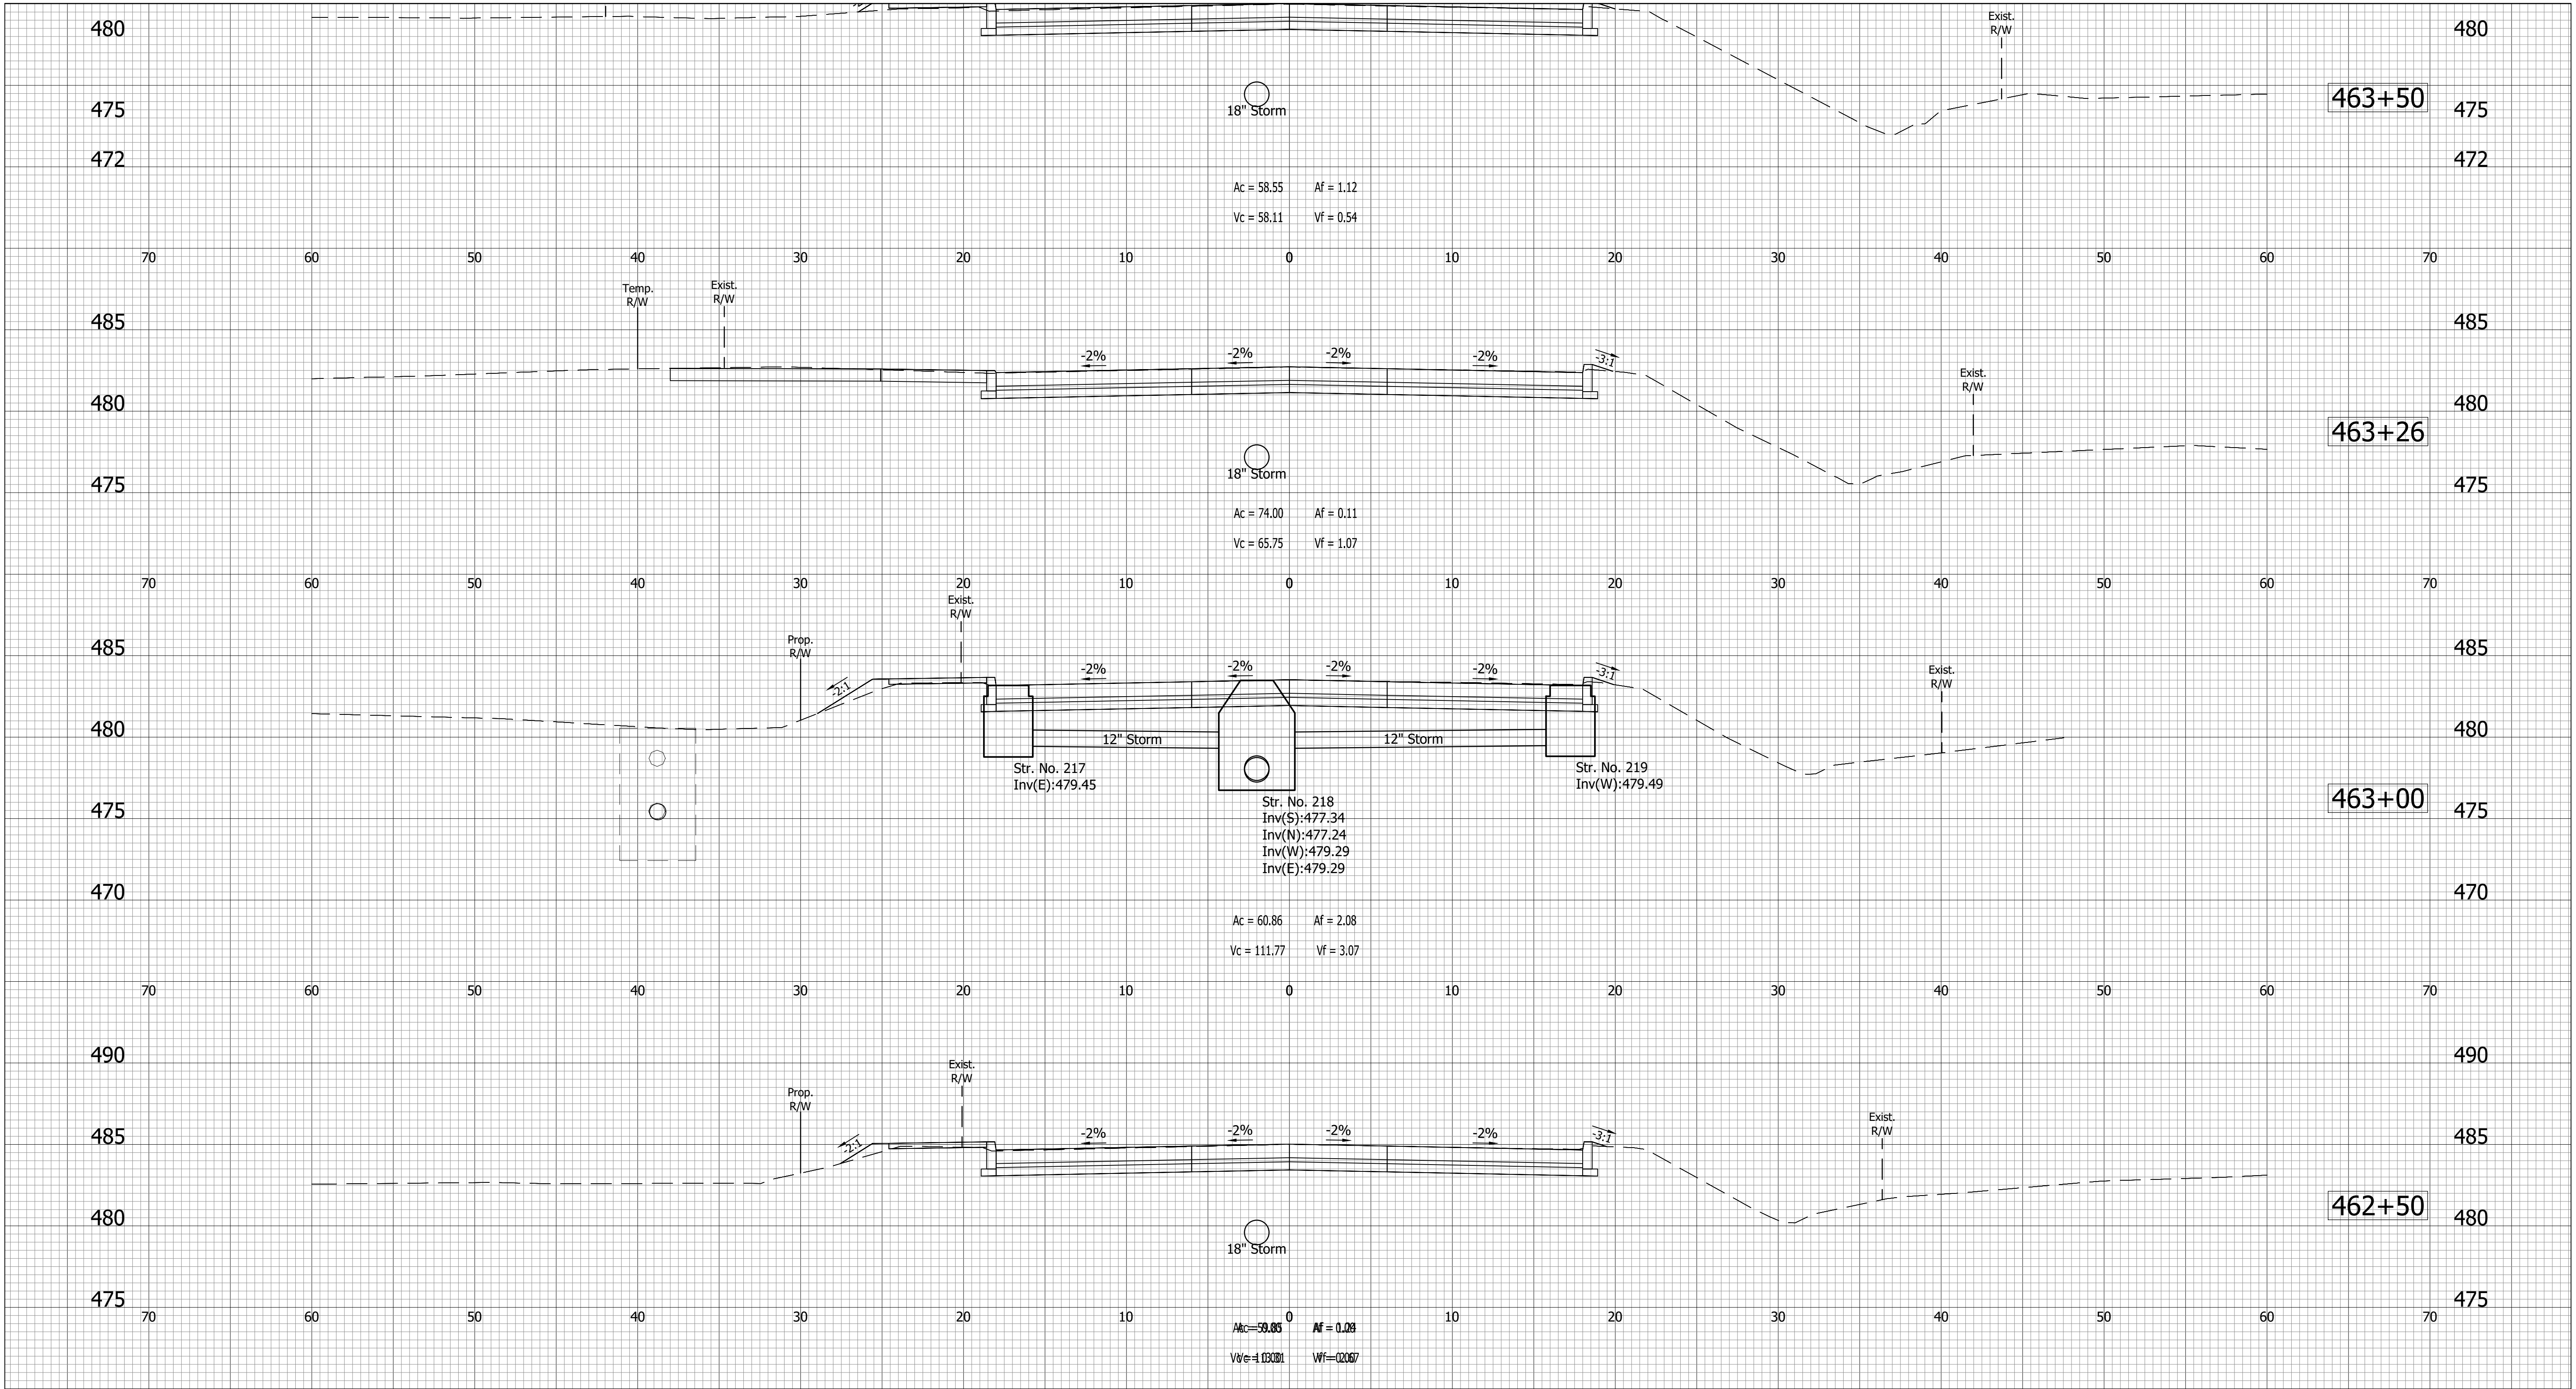 480 480
Exist.
R/W
18" Storm
463+50
475 475
472 472
Ac = 58.55 Af = 1.12
Vc = 58.11 Vf = 0.54
70 60 50 40 30 20 10 0 10 20 30 40 50 60 70
Temp.
R/W
Exist.
R/W
485 485
-2% -2% -2% -2% -3:1
Exist.
R/W
480 480
463+26
18" Storm
475 475
Ac = 74.00 Af = 0.11
Vc = 65.75 Vf = 1.07
70 60 50 40 30 20 10 0 10 20 30 40 50 60 70
Exist.
R/W
Prop.
R/W
485 485
-2:1 -2% -2% -2% -2% -3:1
Exist.
R/W
480 480
12" Storm 12" Storm
Str. No. 217
Inv(E):479.45
Str. No. 219
Inv(W):479.49
463+00
475 475
Str. No. 218
Inv(S):477.34
Inv(N):477.24
Inv(W):479.29
Inv(E):479.29
470 470
Ac = 60.86 Af = 2.08
Vc = 111.77 Vf = 3.07
70 60 50 40 30 20 10 0 10 20 30 40 50 60 70
490 490
Exist.
R/W
Prop.
R/W
485 485
-2:1 -2% -2% -2% -2% -3:1
Exist.
R/W
480 480
462+50
18" Storm
475 475
70 60 50 40 30 20 10 0 10 20 30 40 50 60 70